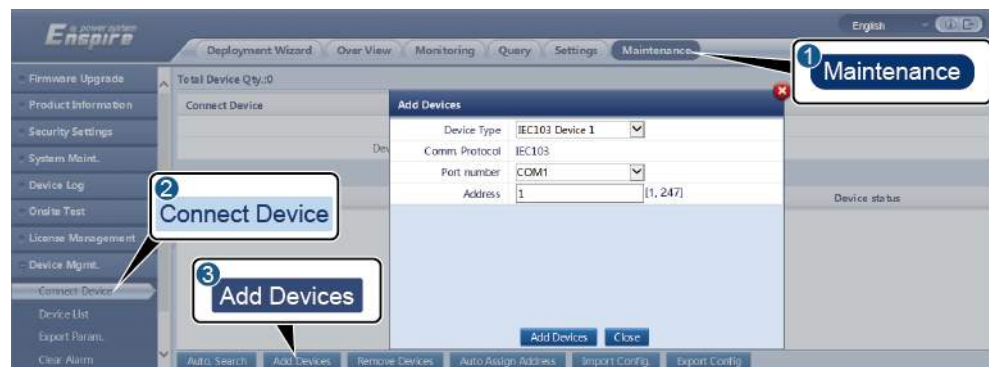 English
Enspire
Deployment Wizard Over View Monitoring Query Settings Maintenance
1 Maintenance
Firmware Upgrade
Total Device Qty.:0
Product Information
Connect Device
Add Devices
Security Settings
Device Type IEC103 Device 1
System Maint.
Dev
Comm. Protocol IEC103
Port number COM1
Device Log
Address 1 [1, 247]
Device status
2
Connect Device
Onsite Test
License Management
Device Mgmt.
3
Add Devices
Connect Device
Device List
Export Param.
Add Devices Close
Clear Alarm
Auto. Search Add Devices Remove Devices Auto Assign Address Import Config. Export Config